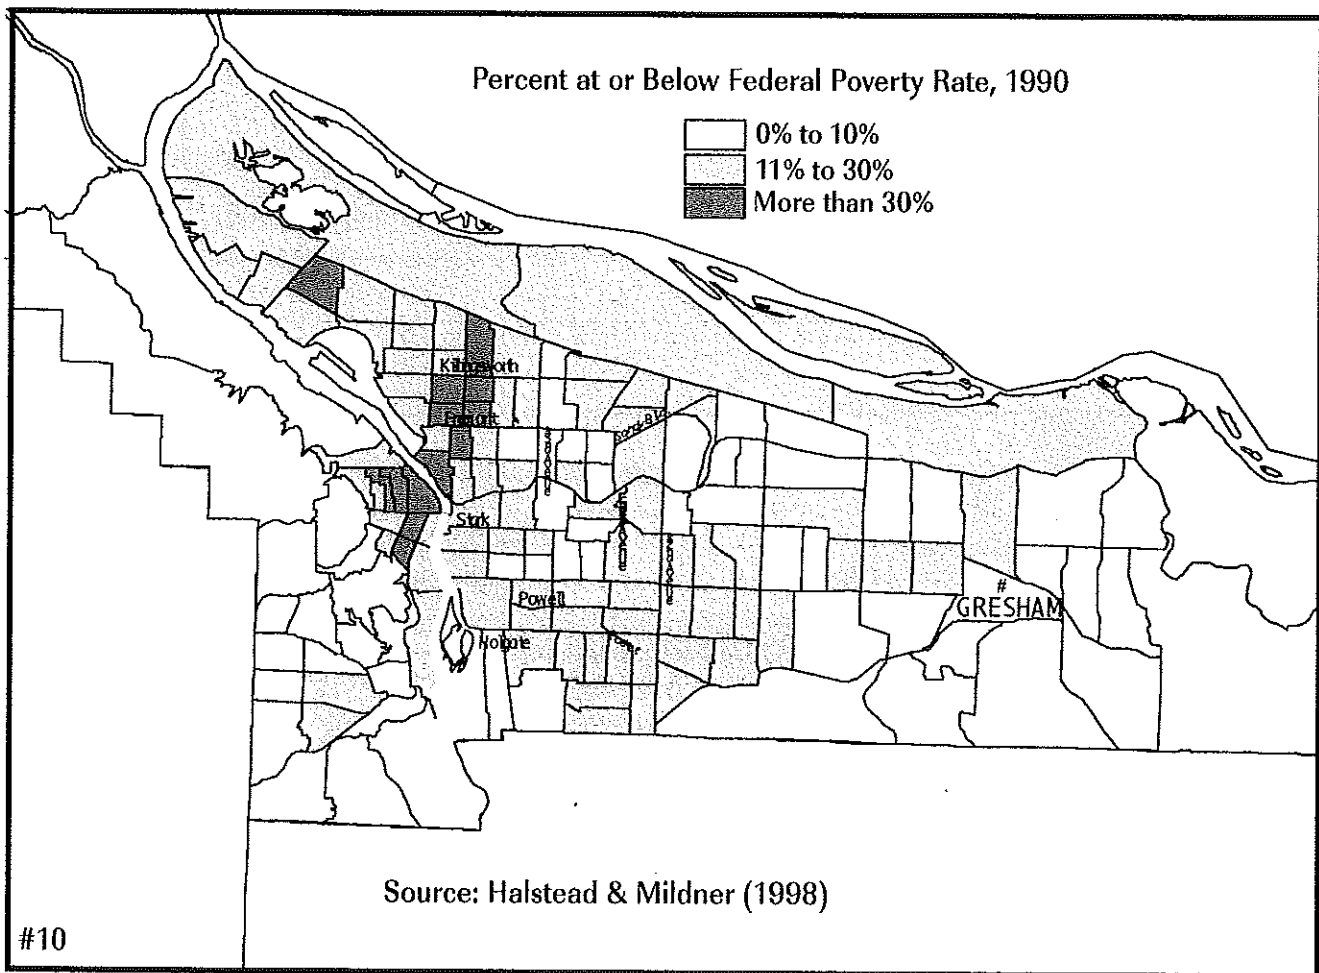 Percent at or Below Federal Poverty Rate, 1990
0% to 10%
11% to 30%
More than 30%
Killingsworth
Fremont
Stark
Powell
Holgate
#
GRESHAM
Source: Halstead & Mildner (1998)
#10